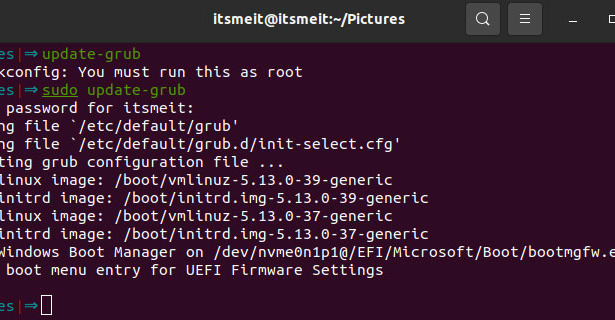 itsmeit@itsmeit:~/Pictures
es|⇒update-grub
kconfig: You must run this as root
es|⇒sudo update-grub
password for itsmeit:
ng file `/etc/default/grub'
ng file `/etc/default/grub.d/init-select.cfg'
ting grub configuration file ...
linux image: /boot/vmlinuz-5.13.0-39-generic
initrd image: /boot/initrd.img-5.13.0-39-generic
linux image: /boot/vmlinuz-5.13.0-37-generic
initrd image: /boot/initrd.img-5.13.0-37-generic
Windows Boot Manager on /dev/nvme0n1p1@/EFI/Microsoft/Boot/bootmgfw.e
boot menu entry for UEFI Firmware Settings
es|⇒